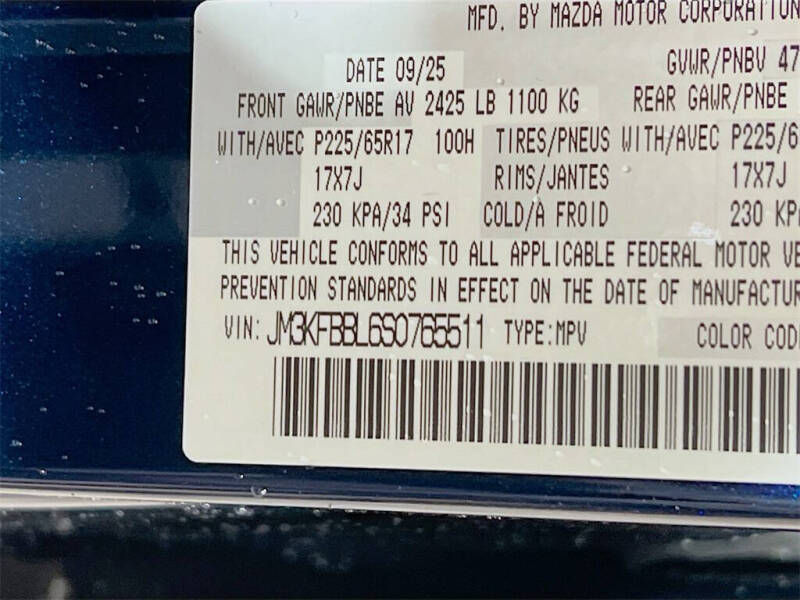 MFD. BY MAZDA MOTOR CORPORATION
DATE 09/25 GVWR/PNBV 47
FRONT GAWR/PNBE AV 2425 LB 1100 KG REAR GAWR/PNBE
WITH/AVEC P225/65R17 100H TIRES/PNEUS WITH/AVEC P225/6
17X7J RIMS/JANTES 17X7J
230 KPA/34 PSI COLD/A FROID 230 KPA
THIS VEHICLE CONFORMS TO ALL APPLICABLE FEDERAL MOTOR VE
PREVENTION STANDARDS IN EFFECT ON THE DATE OF MANUFACTUR
VIN: JM3KFBBL6S0765511 TYPE:MPV COLOR COD